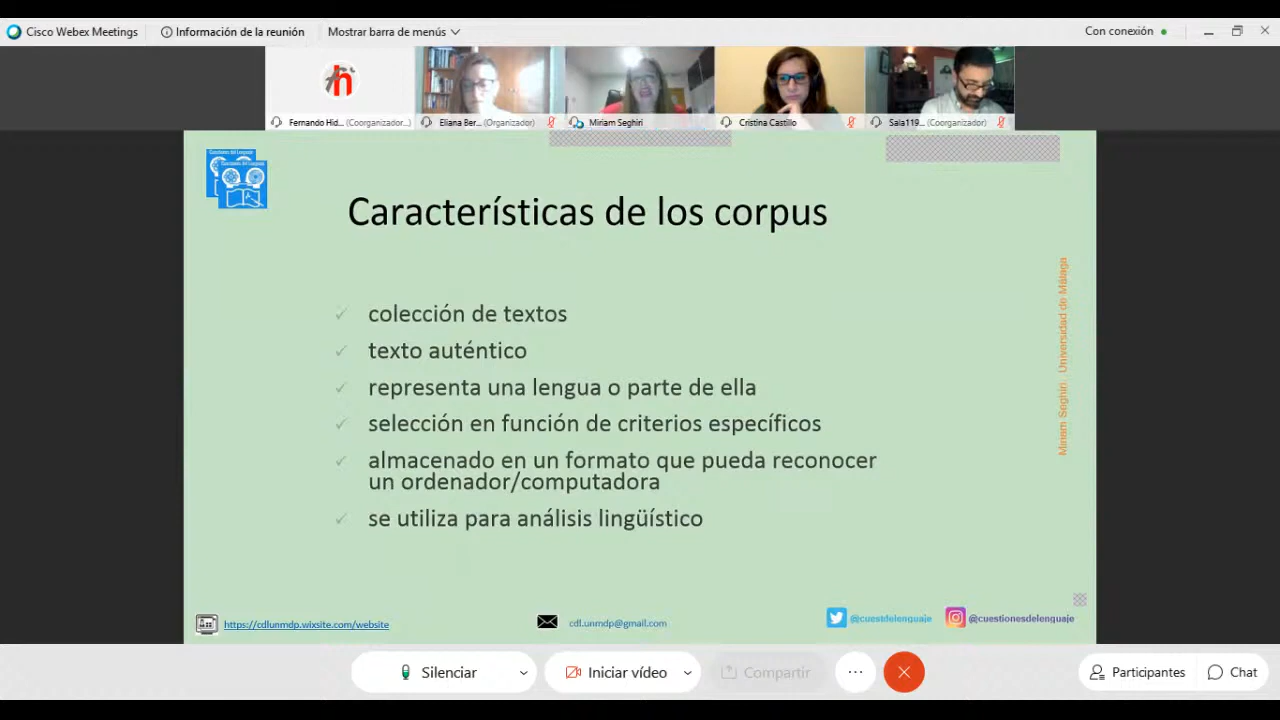 Cisco Webex Meetings
Información de la reunión
Mostrar barra de menús
Con conexión
Fernando Hid... (Coorganizador...
Eliana Ber... (Organizador)
Miriam Seghiri
Cristina Castillo
Sala119... (Coorganizador)
Cuestiones del Lenguaje
Características de los corpus
colección de textos
texto auténtico
representa una lengua o parte de ella
selección en función de criterios específicos
almacenado en un formato que pueda reconocer
un ordenador/computadora
se utiliza para análisis lingüístico
Miriam Seghiri. Universidad de Málaga
https://cdlunmdp.wixsite.com/website
cdl.unmdp@gmail.com
@cuestdelenguaje
@cuestionesdelenguaje
Silenciar
Iniciar vídeo
Compartir
Participantes
Chat